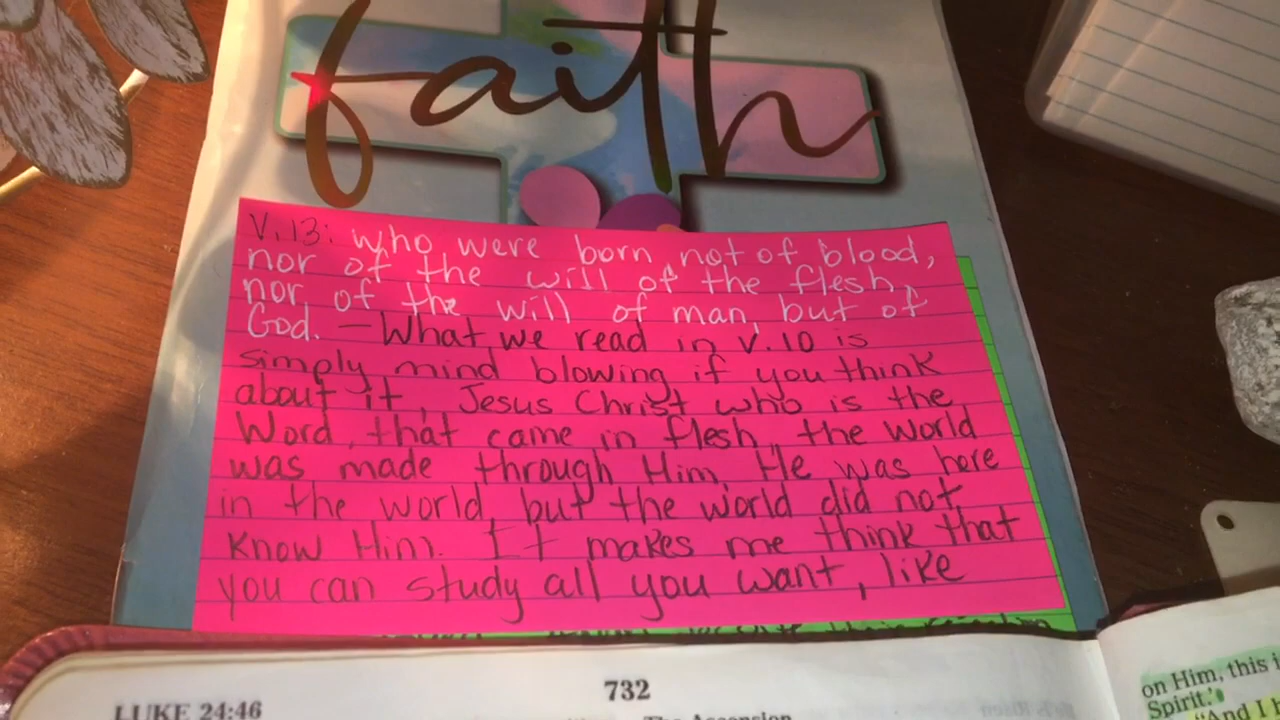 faith
V.13: who were born, not of blood,
nor of the will of the flesh,
nor of the will of man, but of
God. — What we read in v.10 is
simply mind blowing if you think
about it, Jesus Christ who is the
Word, that came in flesh, the world
was made through Him. He was here
in the world, but the world did not
know Him. It makes me think that
you can study all you want, like
LUKE 24:46
732
The Ascension
on Him, this i
Spirit.'
"And I h